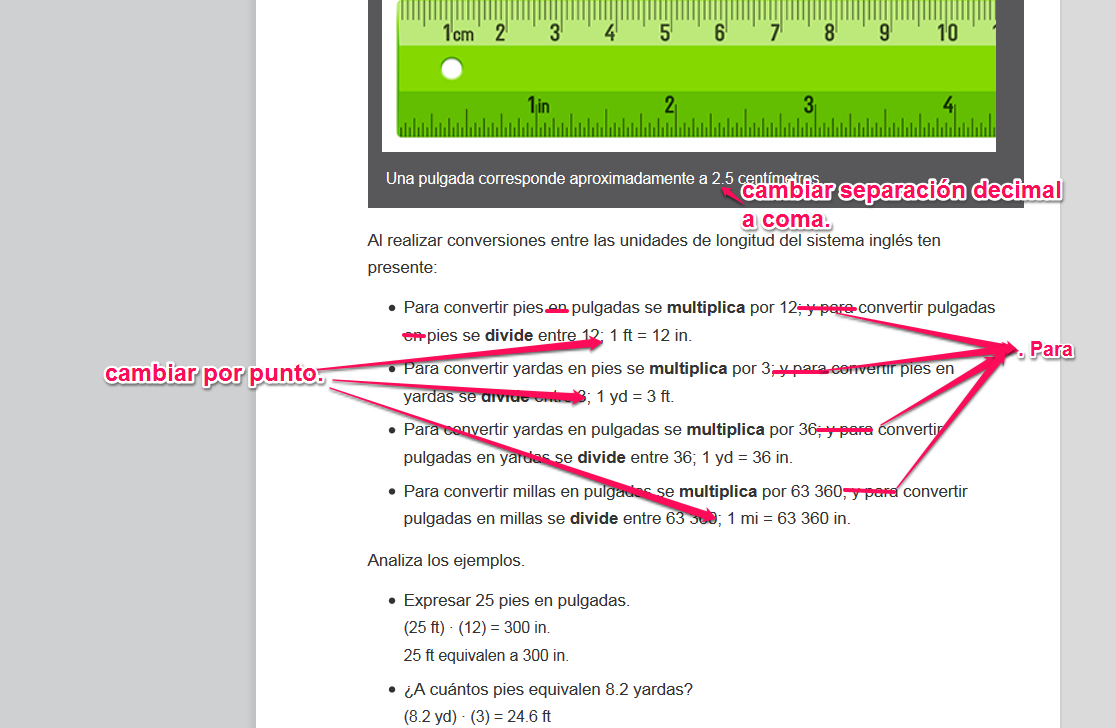 1cm 2 3 4 5 6 7 8 9 10
1in 2 3 4
Una pulgada corresponde aproximadamente a 2.5 centímetros
cambiar separación decimal
a coma.
Al realizar conversiones entre las unidades de longitud del sistema inglés ten
presente:
• Para convertir pies en pulgadas se multiplica por 12; y para convertir pulgadas
en pies se divide entre 12; 1 ft = 12 in.
. Para
cambiar por punto.
• Para convertir yardas en pies se multiplica por 3; y para convertir pies en
yardas se divide entre 3; 1 yd = 3 ft.
• Para convertir yardas en pulgadas se multiplica por 36; y para convertir
pulgadas en yardas se divide entre 36; 1 yd = 36 in.
• Para convertir millas en pulgadas se multiplica por 63 360; y para convertir
pulgadas en millas se divide entre 63 360; 1 mi = 63 360 in.
Analiza los ejemplos.
• Expresar 25 pies en pulgadas.
(25 ft) · (12) = 300 in.
25 ft equivalen a 300 in.
• ¿A cuántos pies equivalen 8.2 yardas?
(8.2 yd) · (3) = 24.6 ft